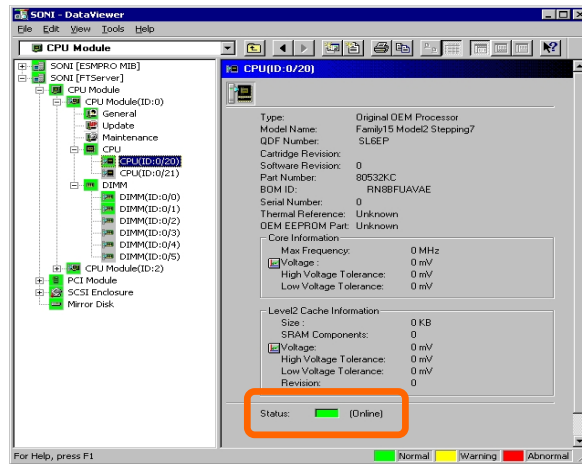 SONI - DataViewer
File Edit View Tools Help
CPU Module
SONI [ESMPRO MIB]
SONI [FTServer]
CPU Module
CPU Module(ID:0)
General
Update
Maintenance
CPU
CPU(ID:0/20)
CPU(ID:0/21)
DIMM
DIMM(ID:0/0)
DIMM(ID:0/1)
DIMM(ID:0/2)
DIMM(ID:0/3)
DIMM(ID:0/4)
DIMM(ID:0/5)
CPU Module(ID:2)
PCI Module
SCSI Enclosure
Mirror Disk
CPU(ID:0/20)
Type: Original OEM Processor
Model Name: Family15 Model2 Stepping7
QDF Number: SL6EP
Cartridge Revision:
Software Revision: 0
Part Number: 80532KC
BOM ID: RN8BFUAVAE
Serial Number: 0
Thermal Reference: Unknown
OEM EEPROM Part: Unknown
Core Information
Max Frequency: 0 MHz
Voltage : 0 mV
High Voltage Tolerance: 0 mV
Low Voltage Tolerance: 0 mV
Level2 Cache Information
Size : 0 KB
SRAM Components: 0
Voltage: 0 mV
High Voltage Tolerance: 0 mV
Low Voltage Tolerance: 0 mV
Revision: 0
Status: (Online)
For Help, press F1
Normal Warning Abnormal